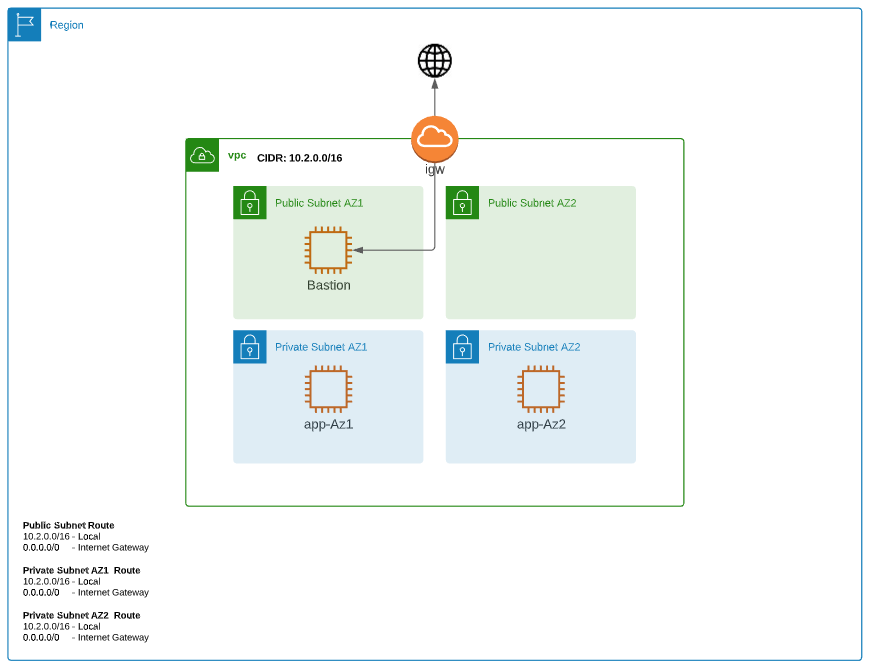 Region
igw
vpc
CIDR: 10.2.0.0/16
Public Subnet AZ1
Public Subnet AZ2
Bastion
Private Subnet AZ1
Private Subnet AZ2
app-Az1
app-Az2
Public Subnet Route
10.2.0.0/16 - Local
0.0.0.0/0 - Internet Gateway
Private Subnet AZ1 Route
10.2.0.0/16 - Local
0.0.0.0/0 - Internet Gateway
Private Subnet AZ2 Route
10.2.0.0/16 - Local
0.0.0.0/0 - Internet Gateway